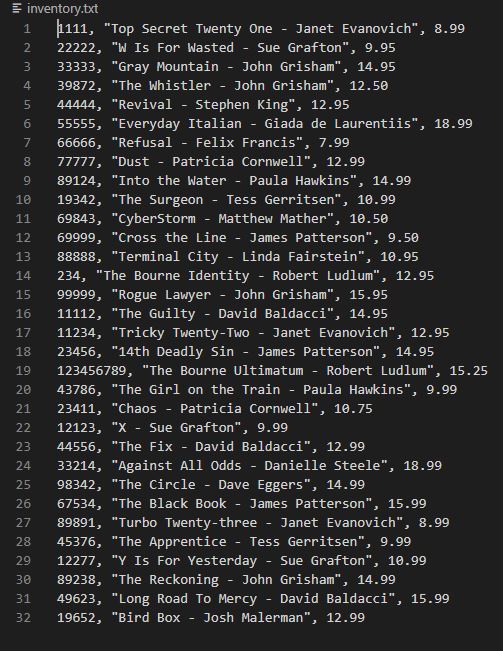 inventory.txt
1 1111, "Top Secret Twenty One - Janet Evanovich", 8.99
2 22222, "W Is For Wasted - Sue Grafton", 9.95
3 33333, "Gray Mountain - John Grisham", 14.95
4 39872, "The Whistler - John Grisham", 12.50
5 44444, "Revival - Stephen King", 12.95
6 55555, "Everyday Italian - Giada de Laurentiis", 18.99
7 66666, "Refusal - Felix Francis", 7.99
8 77777, "Dust - Patricia Cornwell", 12.99
9 89124, "Into the Water - Paula Hawkins", 14.99
10 19342, "The Surgeon - Tess Gerritsen", 10.99
11 69843, "CyberStorm - Matthew Mather", 10.50
12 69999, "Cross the Line - James Patterson", 9.50
13 88888, "Terminal City - Linda Fairstein", 10.95
14 234, "The Bourne Identity - Robert Ludlum", 12.95
15 99999, "Rogue Lawyer - John Grisham", 15.95
16 11112, "The Guilty - David Baldacci", 14.95
17 11234, "Tricky Twenty-Two - Janet Evanovich", 12.95
18 23456, "14th Deadly Sin - James Patterson", 14.95
19 123456789, "The Bourne Ultimatum - Robert Ludlum", 15.25
20 43786, "The Girl on the Train - Paula Hawkins", 9.99
21 23411, "Chaos - Patricia Cornwell", 10.75
22 12123, "X - Sue Grafton", 9.99
23 44556, "The Fix - David Baldacci", 12.99
24 33214, "Against All Odds - Danielle Steele", 18.99
25 98342, "The Circle - Dave Eggers", 14.99
26 67534, "The Black Book - James Patterson", 15.99
27 89891, "Turbo Twenty-three - Janet Evanovich", 8.99
28 45376, "The Apprentice - Tess Gerritsen", 9.99
29 12277, "Y Is For Yesterday - Sue Grafton", 10.99
30 89238, "The Reckoning - John Grisham", 14.99
31 49623, "Long Road To Mercy - David Baldacci", 15.99
32 19652, "Bird Box - Josh Malerman", 12.99